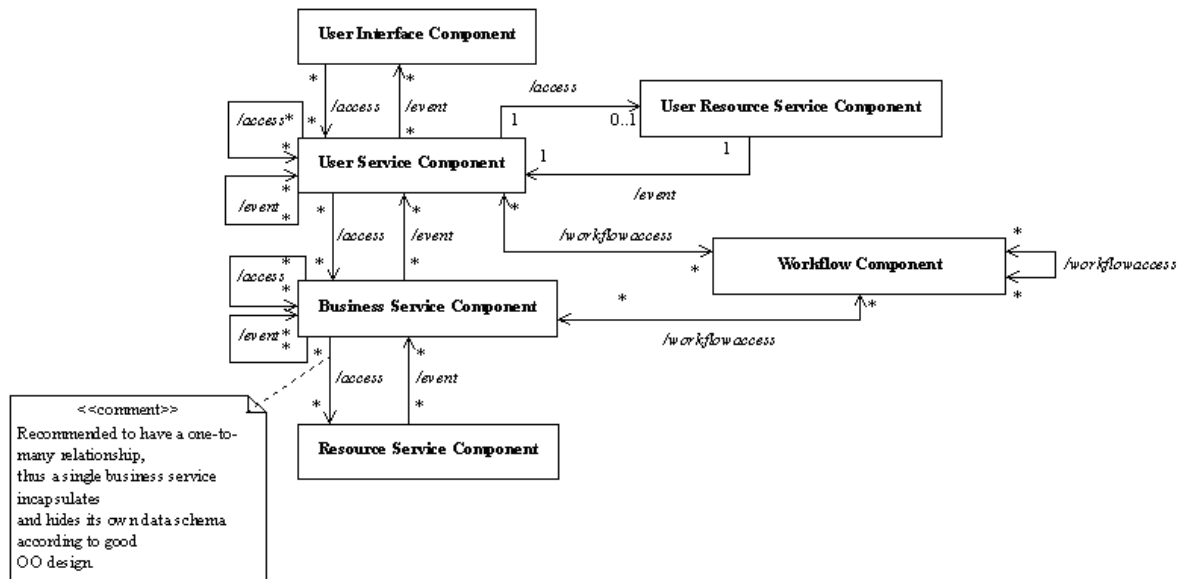 User Interface Component
* *
/access /event
* *
/access
1 0..1
User Resource Service Component
1
/access*
*
User Service Component
1
/event
*
/event
*
* *
/access /event
* *
*
/workflowaccess
*
Workflow Component
*
/workflowaccess
*
*
/access
*
Business Service Component
*
*
/workflowaccess
/event*
*
* *
/access /event
* *
Resource Service Component
<<comment>>
Recommended to have a one-to-
many relationship,
thus a single business service
incapsulates
and hides its own data schema
according to good
OO design.